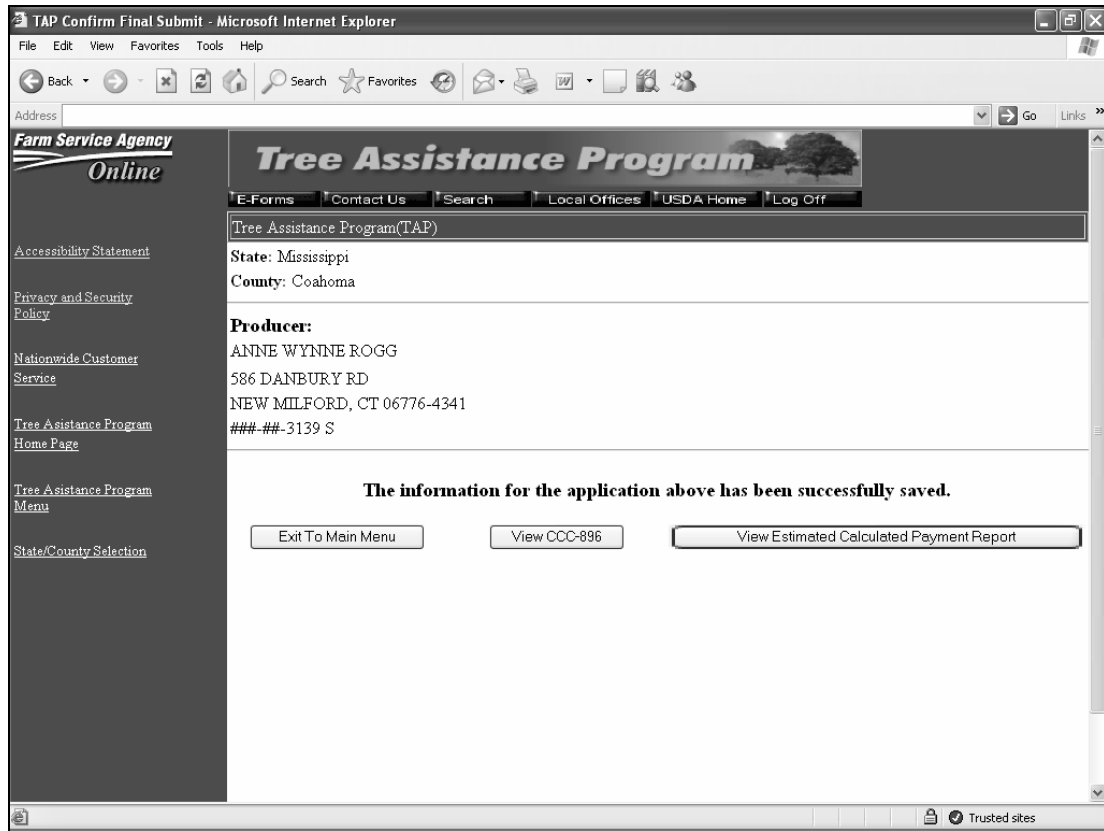 TAP Confirm Final Submit - Microsoft Internet Explorer
File Edit View Favorites Tools Help
Back Search Favorites
Address Go Links »
Farm Service Agency
Online
Tree Assistance Program
E-Forms Contact Us Search Local Offices USDA Home Log Off
Tree Assistance Program(TAP)
State: Mississippi
County: Coahoma
Producer:
ANNE WYNNE ROGG
586 DANBURY RD
NEW MILFORD, CT 06776-4341
###-##-3139 S
The information for the application above has been successfully saved.
Exit To Main Menu View CCC-896 View Estimated Calculated Payment Report
Accessibility Statement
Privacy and Security
Policy
Nationwide Customer
Service
Tree Asistance Program
Home Page
Tree Asistance Program
Menu
State/County Selection
Trusted sites